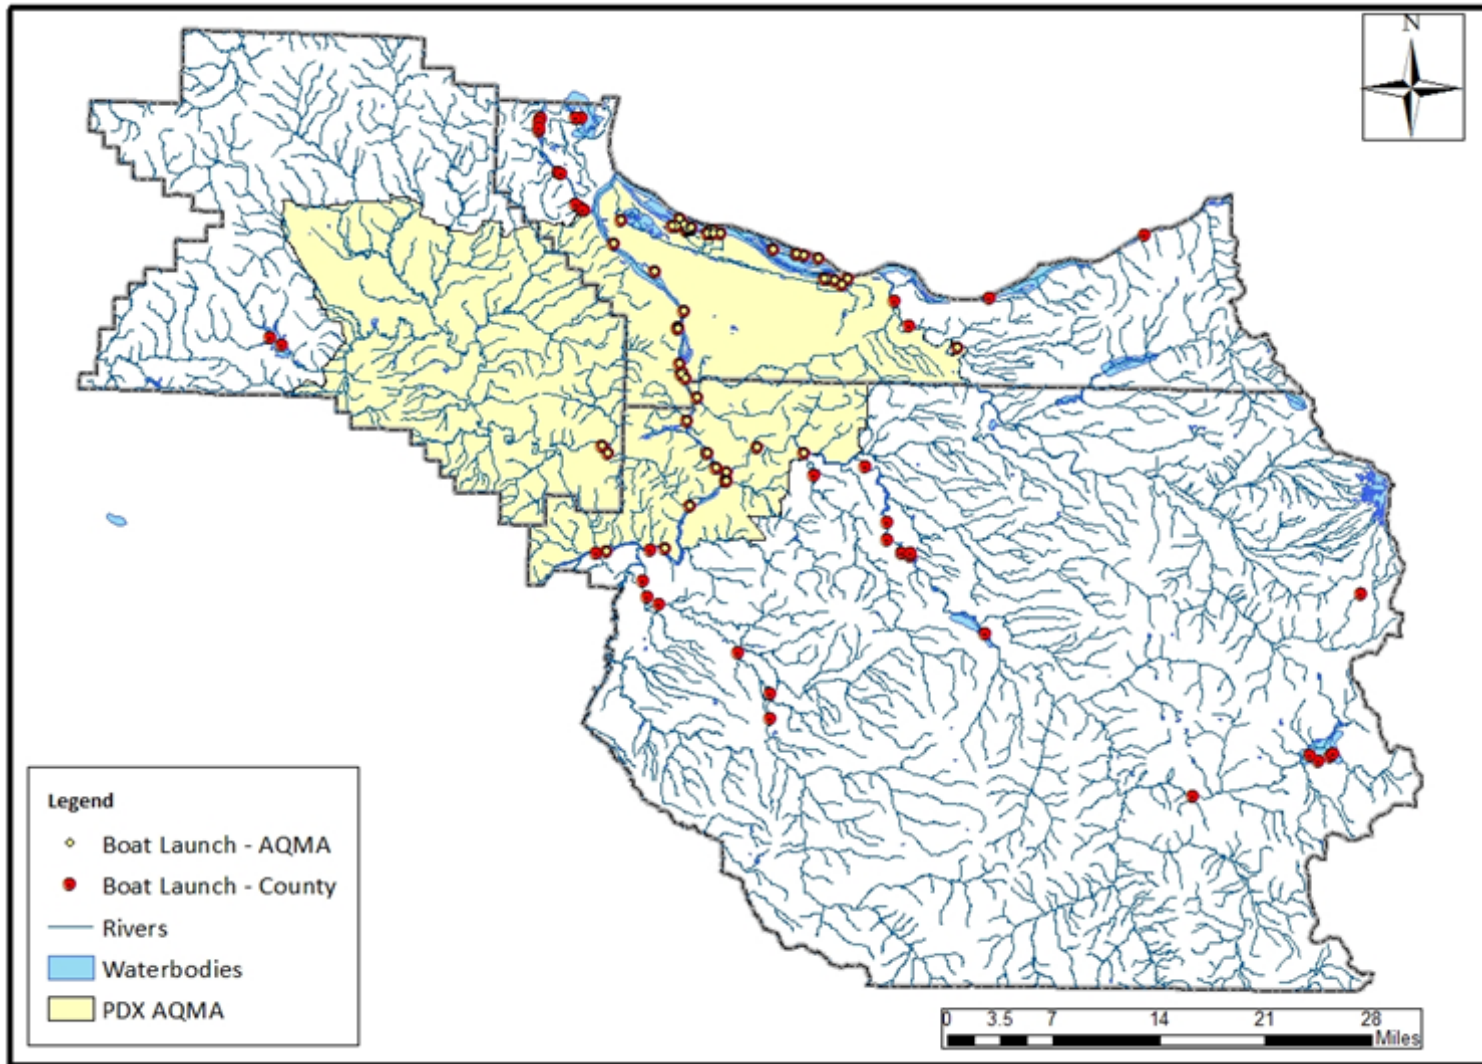 N
Legend
Boat Launch - AQMA
Boat Launch - County
Rivers
Waterbodies
PDX AQMA
0 3.5 7 14 21 28
Miles